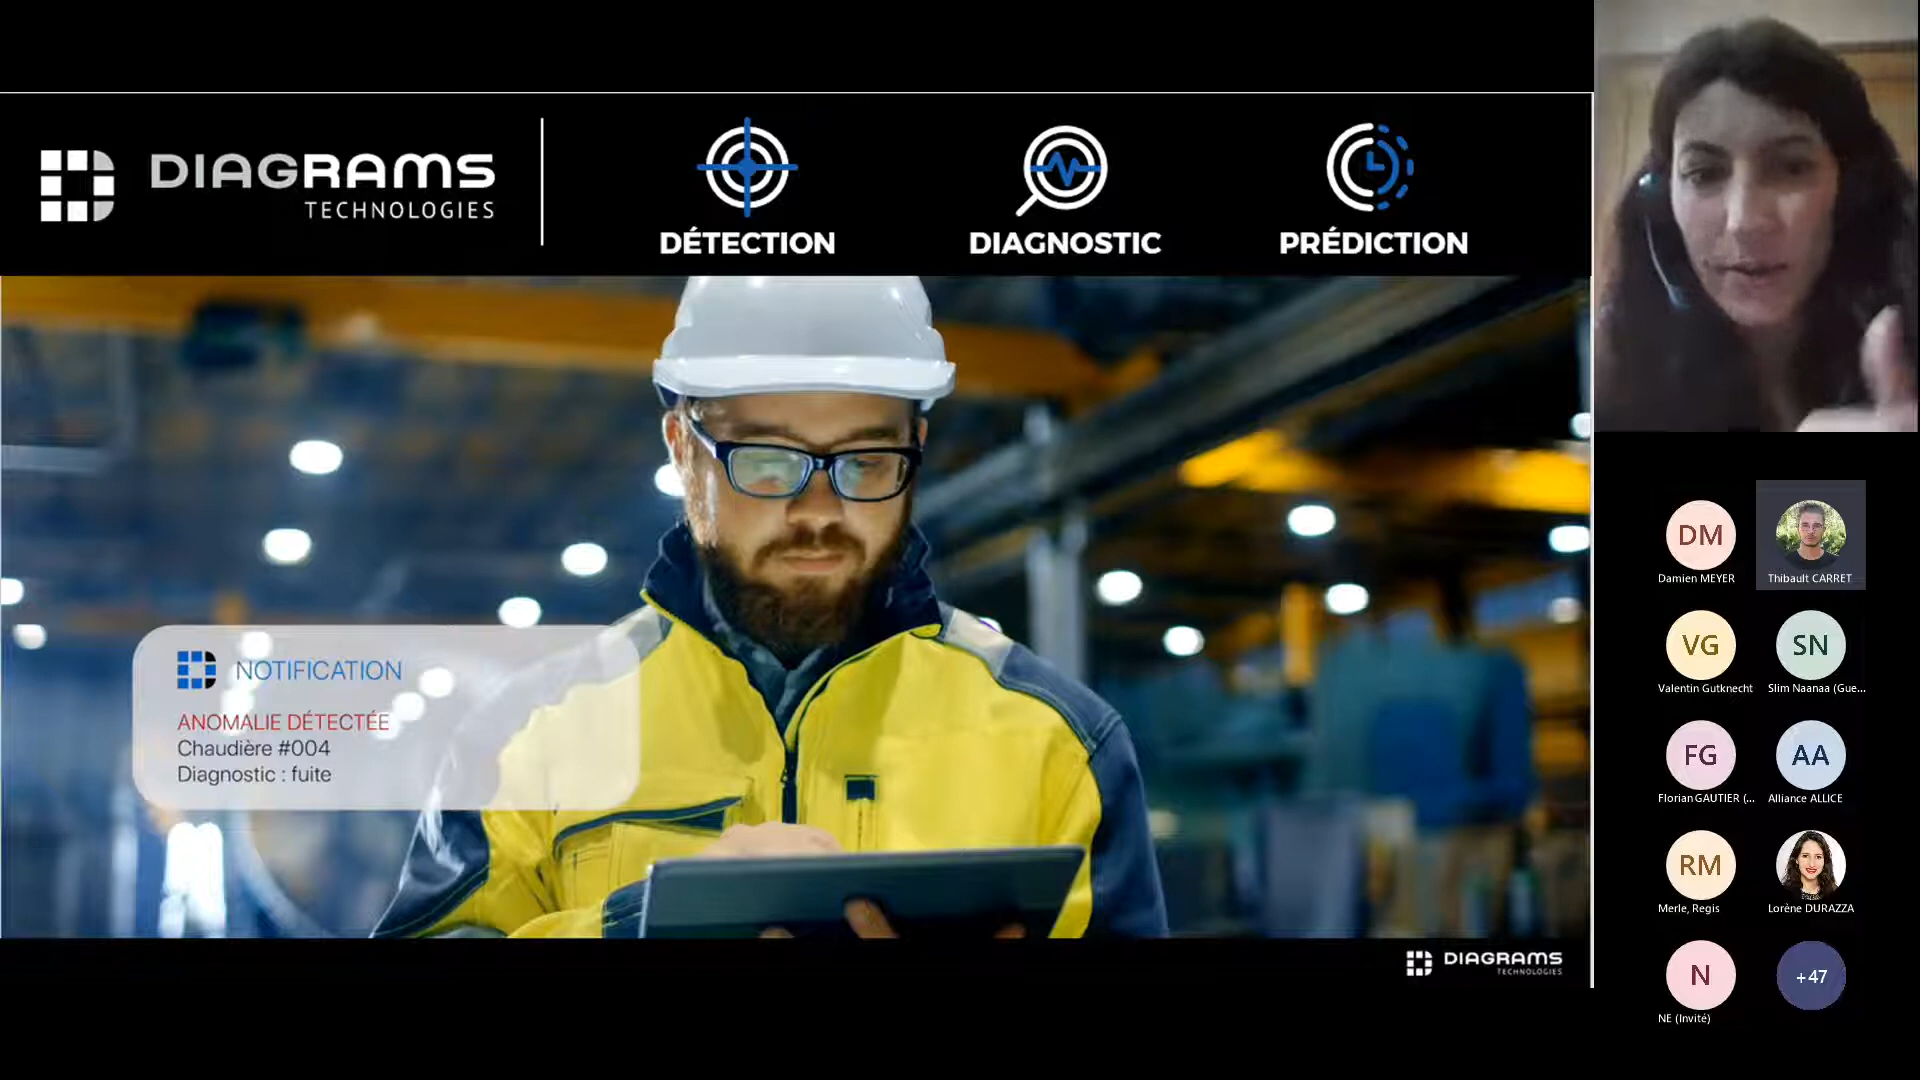 DIAGRAMS
TECHNOLOGIES
DÉTECTION
DIAGNOSTIC
PRÉDICTION
NOTIFICATION
ANOMALIE DÉTECTÉE
Chaudière #004
Diagnostic : fuite
DIAGRAMS
TECHNOLOGIES
DM
Damien MEYER
Thibault CARRET
VG
Valentin Gutknecht
SN
Slim Naanaa (Gue...
FG
Florian GAUTIER (...
AA
Alliance ALLICE
RM
Merle, Regis
Lorène DURAZZA
N
NE (Invité)
+47